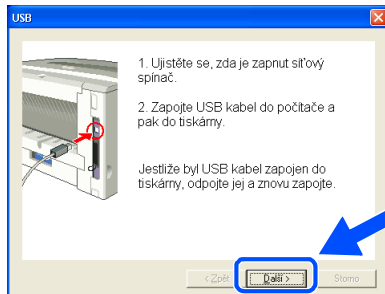 USB
1. Ujistěte se, zda je zapnut síťový
spínač.
2. Zapojte USB kabel do počítače a
pak do tiskárny.
Jestliže byl USB kabel zapojen do
tiskárny, odpojte jej a znovu zapojte.
< Zpět Další > Storno